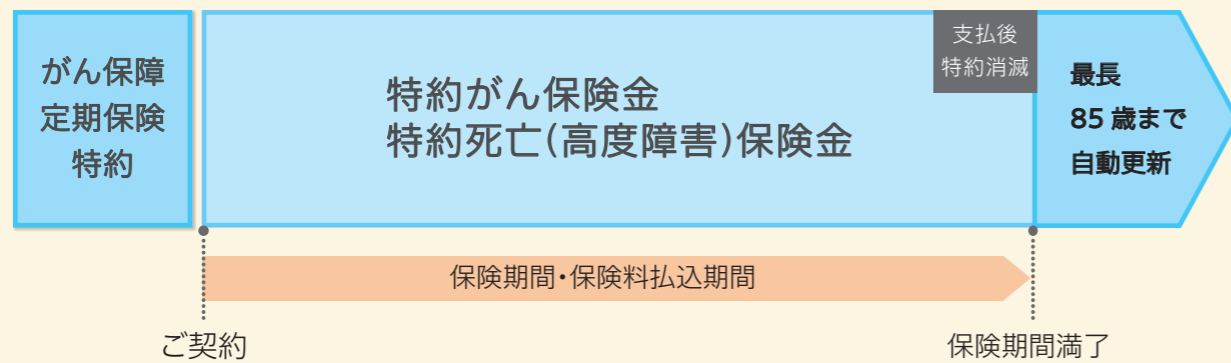 がん保障
定期保険
特約
特約がん保険金
特約死亡(高度障害)保険金
支払後
特約消滅
最長
85歳まで
自動更新
保険期間・保険料払込期間
ご契約
保険期間満了